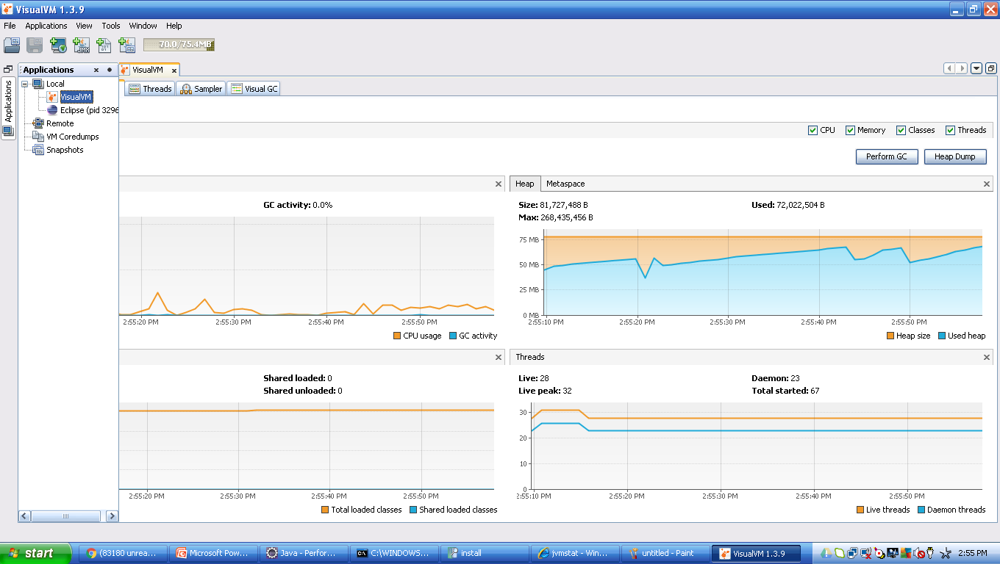 VisualVM 1.3.9
File Applications View Tools Window Help
JMX
70.0/75.4MB
Applications
Applications
Local
VisualVM
Eclipse (pid 3296
Remote
VM Coredumps
Snapshots
VisualVM
Threads Sampler Visual GC
CPU Memory Classes Threads
Perform GC Heap Dump
GC activity: 0.0%
2:55:20 PM 2:55:30 PM 2:55:40 PM 2:55:50 PM
CPU usage GC activity
Heap Metaspace
Size: 81,727,488 B Used: 72,022,504 B
Max: 268,435,456 B
75 MB
50 MB
25 MB
0 MB
2:55:10 PM 2:55:20 PM 2:55:30 PM 2:55:40 PM 2:55:50 PM
Heap size Used heap
Shared loaded: 0
Shared unloaded: 0
2:55:20 PM 2:55:30 PM 2:55:40 PM 2:55:50 PM
Total loaded classes Shared loaded classes
Threads
Live: 28 Daemon: 23
Live peak: 32 Total started: 67
30
20
10
0
2:55:10 PM 2:55:20 PM 2:55:30 PM 2:55:40 PM 2:55:50 PM
Live threads Daemon threads
start (83180 unrea... Microsoft Pow... Java - Perfor... C:\WINDOWS... install jvmstat - Win... untitled - Paint VisualVM 1.3.9 2:55 PM